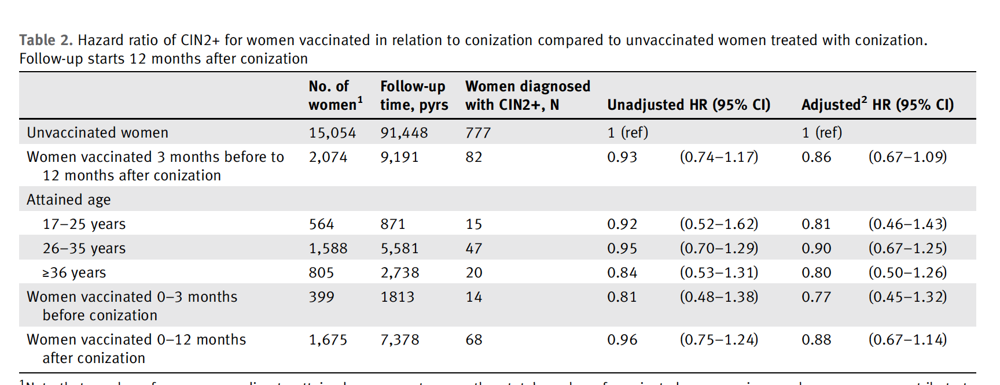 Table 2. Hazard ratio of CIN2+ for women vaccinated in relation to conization compared to unvaccinated women treated with conization.
Follow-up starts 12 months after conization
No. of women¹ Follow-up time, pyrs Women diagnosed with CIN2+, N Unadjusted HR (95% CI) Adjusted² HR (95% CI)
Unvaccinated women 15,054 91,448 777 1 (ref) 1 (ref)
Women vaccinated 3 months before to 2,074 9,191 82 0.93 (0.74–1.17) 0.86 (0.67–1.09)
12 months after conization
Attained age
17–25 years 564 871 15 0.92 (0.52–1.62) 0.81 (0.46–1.43)
26–35 years 1,588 5,581 47 0.95 (0.70–1.29) 0.90 (0.67–1.25)
≥36 years 805 2,738 20 0.84 (0.53–1.31) 0.80 (0.50–1.26)
Women vaccinated 0–3 months 399 1813 14 0.81 (0.48–1.38) 0.77 (0.45–1.32)
before conization
Women vaccinated 0–12 months 1,675 7,378 68 0.96 (0.75–1.24) 0.88 (0.67–1.14)
after conization